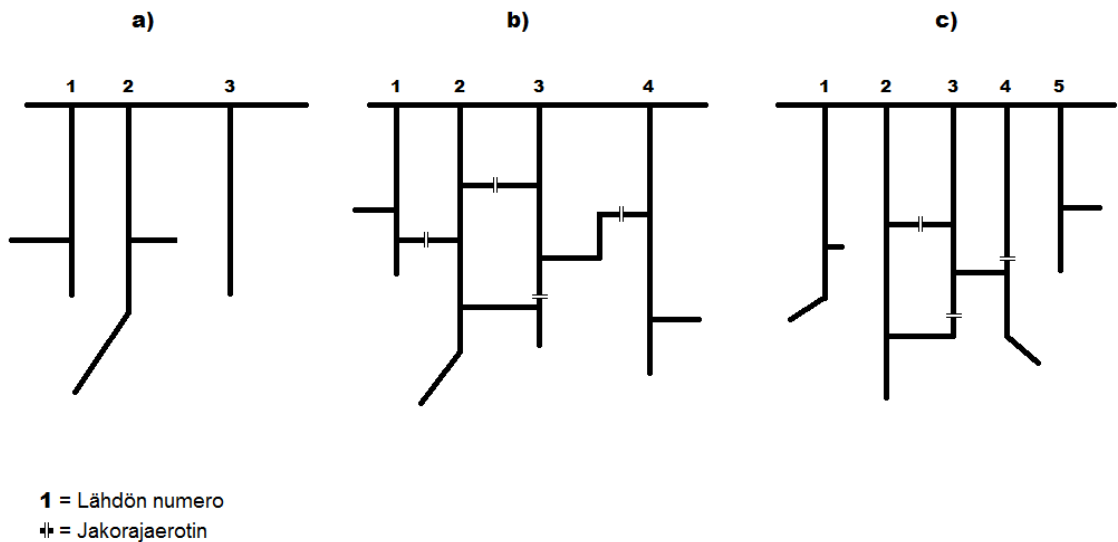 a) b) c)
1 2 3 1 2 3 4 1 2 3 4 5
1 = Lähdön numero
= Jakorajaerotin